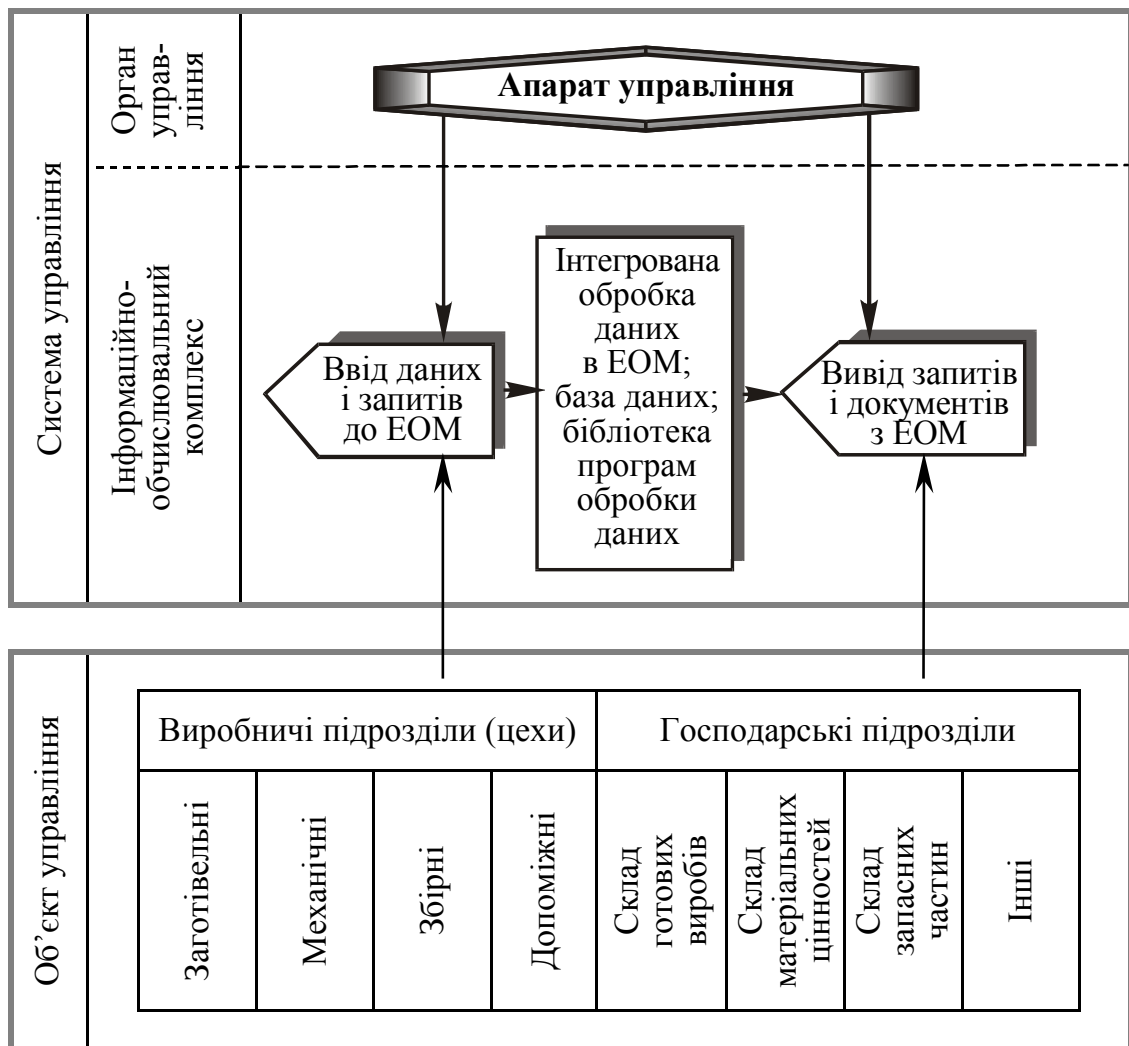 Система управління
Орган
управ-
ління
Апарат управління
Інформаційно-
обчислювальний
комплекс
Ввід даних
і запитів
до ЕОМ
Інтегрована
обробка
даних
в ЕОМ;
база даних;
бібліотека
програм
обробки
даних
Вивід запитів
і документів
з ЕОМ
Об’єкт управління
Виробничі підрозділи (цехи)
Господарські підрозділи
Заготівельні
Механічні
Збірні
Допоміжні
Склад
готових
виробів
Склад
матеріальних
цінностей
Склад
запасних
частин
Інші